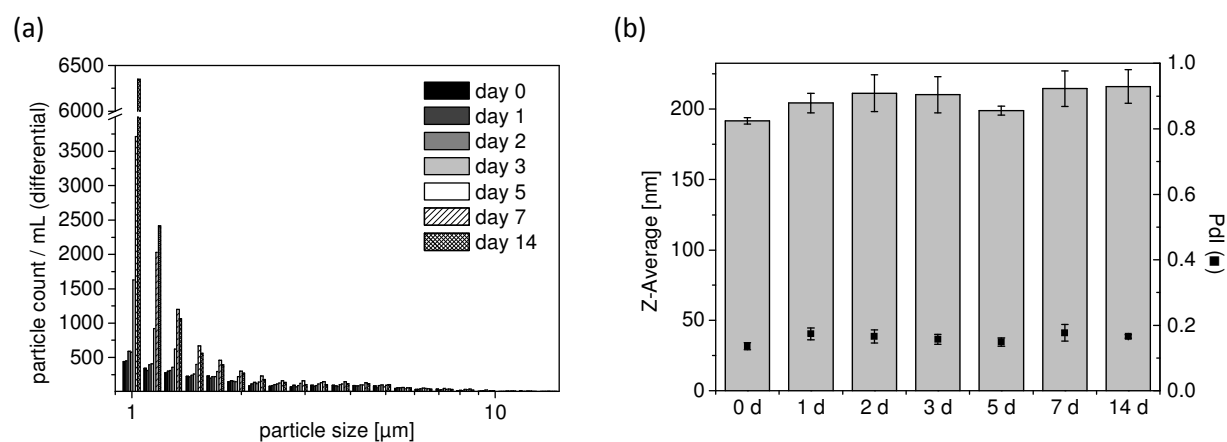 (a)
6500
6000
3500
3000
2500
2000
1500
1000
500
particle count / mL (differential)
day 0
day 1
day 2
day 3
day 5
day 7
day 14
1 10
particle size [µm]
(b)
200
150
100
50
0
Z-Average [nm]
1.0
0.8
0.6
0.4
0.2
0.0
PdI (■)
0 d 1 d 2 d 3 d 5 d 7 d 14 d